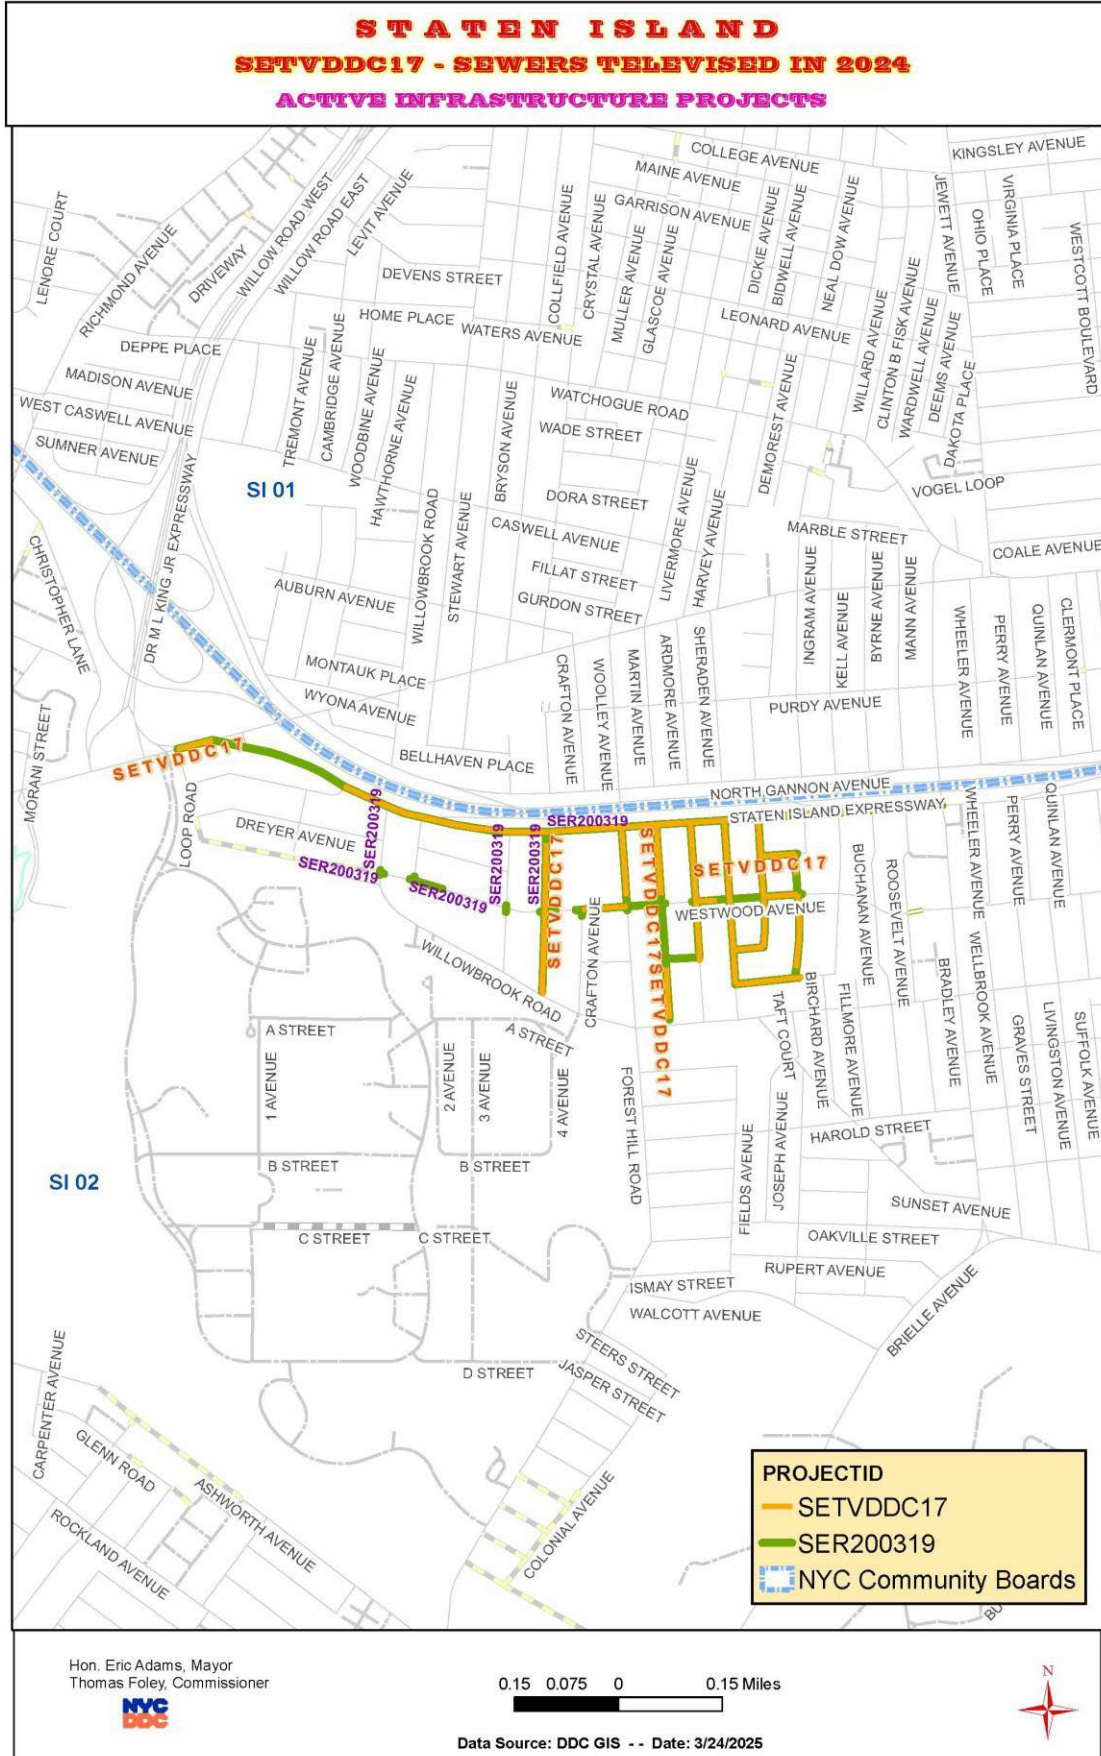 STATEN ISLAND
SETVDDC17 - SEWERS TELEVISED IN 2024
ACTIVE INFRASTRUCTURE PROJECTS
COLLEGE AVENUE
KINGSLEY AVENUE
MAINE AVENUE
GARRISON AVENUE
LENORE COURT
RICHMOND AVENUE
DRIVEWAY
WILLOW ROAD WEST
WILLOW ROAD EAST
LEVIT AVENUE
DEVENS STREET
COLLFIELD AVENUE
CRYSTAL AVENUE
MULLER AVENUE
GLASCOE AVENUE
DICKIE AVENUE
BIDWELL AVENUE
NEAL DOW AVENUE
JEWETT AVENUE
OHIO PLACE
VIRGINIA PLACE
WESTCOTT BOULEVARD
HOME PLACE
WATERS AVENUE
LEONARD AVENUE
DEPPE PLACE
MADISON AVENUE
WEST CASWELL AVENUE
SUMNER AVENUE
TREMONT AVENUE
CAMBRIDGE AVENUE
WOODBINE AVENUE
HAWTHORNE AVENUE
BRYSON AVENUE
WATCHOGUE ROAD
WADE STREET
DEMOREST AVENUE
WILLARD AVENUE
CLINTON B FISK AVENUE
WARDWELL AVENUE
DEEMS AVENUE
DAKOTA PLACE
SI 01
VOGEL LOOP
DORA STREET
CASWELL AVENUE
LIVERMORE AVENUE
HARVEY AVENUE
MARBLE STREET
COALE AVENUE
DR M L KING JR EXPRESSWAY
CHRISTOPHER LANE
WILLOWBROOK ROAD
STEWART AVENUE
FILLAT STREET
GURDON STREET
AUBURN AVENUE
INGRAM AVENUE
KELL AVENUE
BYRNE AVENUE
MANN AVENUE
WHEELER AVENUE
PERRY AVENUE
QUINLAN AVENUE
CLERMONT PLACE
MONTAUK PLACE
WYONA AVENUE
CRAFTON AVENUE
WOOLLEY AVENUE
MARTIN AVENUE
ARDMORE AVENUE
SHERADEN AVENUE
PURDY AVENUE
MORANI STREET
SETVDDC17
BELLHAVEN PLACE
NORTH GANNON AVENUE
STATEN ISLAND EXPRESSWAY
LOOP ROAD
DREYER AVENUE
SER200319
SER200319
SER200319
SER200319
SER200319
SER200319
SETVDDC17
SETVDDC17
SETVDDC17
SETVDDC17
WESTWOOD AVENUE
CRAFTON AVENUE
WILLOWBROOK ROAD
BUCHANAN AVENUE
ROOSEVELT AVENUE
WHEELER AVENUE
PERRY AVENUE
QUINLAN AVENUE
BRADLEY AVENUE
WELLBROOK AVENUE
TAFT COURT
BIRCHARD AVENUE
FILLMORE AVENUE
GRAVES STREET
LIVINGSTON AVENUE
SUFFOLK AVENUE
A STREET
A STREET
1 AVENUE
2 AVENUE
3 AVENUE
4 AVENUE
FOREST HILL ROAD
JOSEPH AVENUE
HAROLD STREET
SI 02
B STREET
B STREET
FIELDS AVENUE
SUNSET AVENUE
C STREET
C STREET
OAKVILLE STREET
RUPERT AVENUE
ISMAY STREET
WALCOTT AVENUE
BRIELLE AVENUE
D STREET
STEERS STREET
JASPER STREET
CARPENTER AVENUE
GLENN ROAD
ASHWORTH AVENUE
ROCKLAND AVENUE
COLONIAL AVENUE
PROJECTID
SETVDDC17
SER200319
NYC Community Boards
BU
Hon. Eric Adams, Mayor
Thomas Foley, Commissioner
NYC
DDC
0.15 0.075 0 0.15 Miles
N
Data Source: DDC GIS - - Date: 3/24/2025